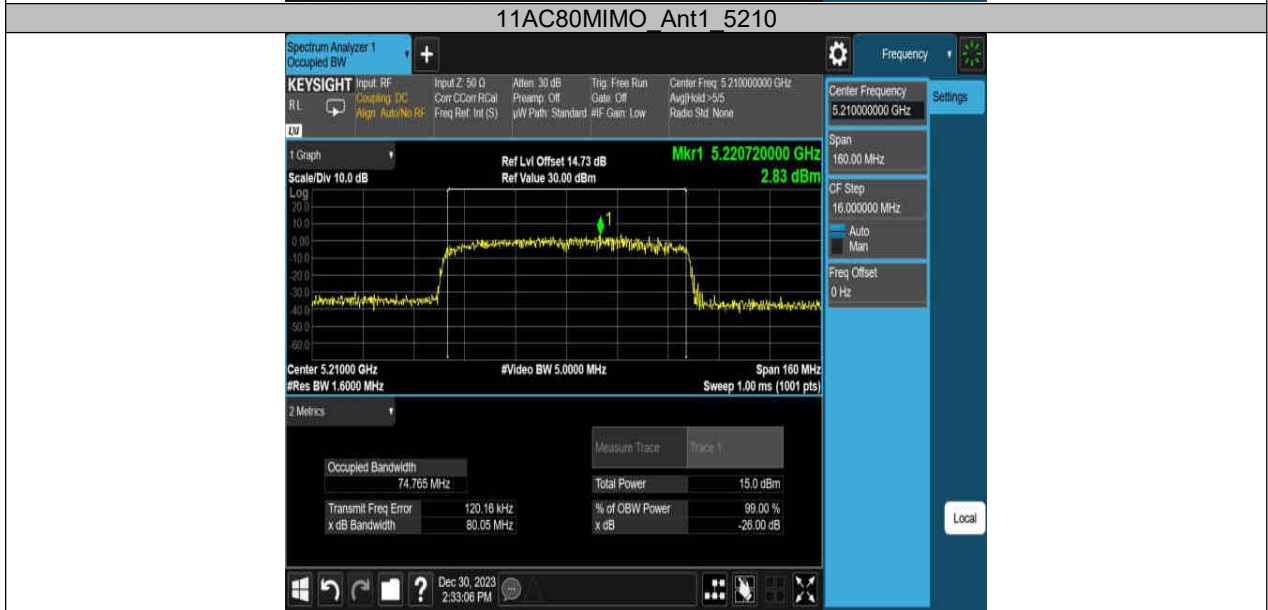 11AC80MIMO_Ant1_5210
Spectrum Analyzer 1
Occupied BW
+
Frequency
KEYSIGHT
RL
LXI
Input: RF
Coupling: DC
Align: Auto/No RF
Input Z: 50 Ω
Corr CCorr RCal
Freq Ref: Int (S)
Atten: 30 dB
Preamp: Off
µW Path: Standard
Trig: Free Run
Gate: Off
#IF Gain: Low
Center Freq: 5.210000000 GHz
Avg|Hold:>5/5
Radio Std: None
Center Frequency
5.210000000 GHz
Settings
Span
160.00 MHz
CF Step
16.000000 MHz
Auto
Man
Freq Offset
0 Hz
Local
1 Graph
Scale/Div 10.0 dB
Ref Lvl Offset 14.73 dB
Ref Value 30.00 dBm
Mkr1 5.220720000 GHz
2.83 dBm
Log
20.0
10.0
0.00
-10.0
-20.0
-30.0
-40.0
-50.0
-60.0
1
Center 5.21000 GHz
#Res BW 1.6000 MHz
#Video BW 5.0000 MHz
Span 160 MHz
Sweep 1.00 ms (1001 pts)
2 Metrics
Measure Trace
Trace 1
Occupied Bandwidth
74.765 MHz
Total Power
15.0 dBm
Transmit Freq Error
120.16 kHz
% of OBW Power
99.00 %
x dB Bandwidth
80.05 MHz
x dB
-26.00 dB
?
Dec 30, 2023
2:33:06 PM